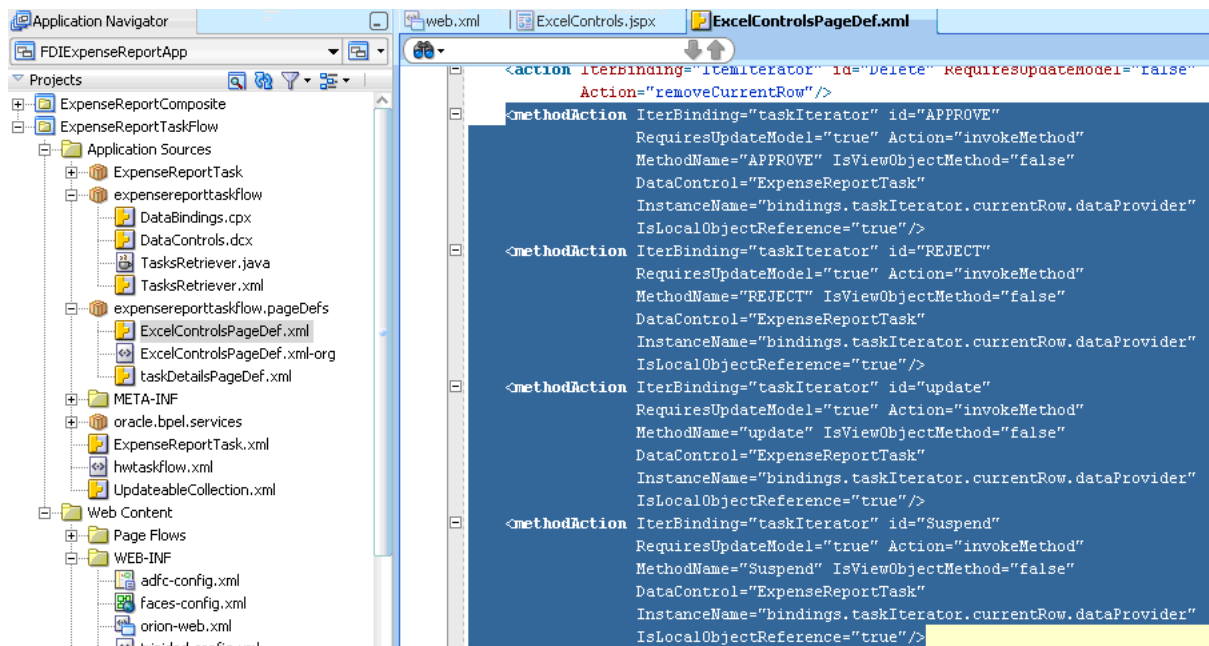 Application Navigator
FDIExpenseReportApp
Projects
ExpenseReportComposite
ExpenseReportTaskFlow
Application Sources
ExpenseReportTask
expensereporttaskflow
DataBindings.cpx
DataControls.dcx
TasksRetriever.java
TasksRetriever.xml
expensereporttaskflow.pageDefs
ExcelControlsPageDef.xml
ExcelControlsPageDef.xml-org
taskDetailsPageDef.xml
META-INF
oracle.bpel.services
ExpenseReportTask.xml
hwtaskflow.xml
UpdateableCollection.xml
Web Content
Page Flows
WEB-INF
adfc-config.xml
faces-config.xml
orion-web.xml
web.xml
ExcelControls.jspx
ExcelControlsPageDef.xml
<action IterBinding="ItemIterator" id="Delete" RequiresUpdateModel="false"
Action="removeCurrentRow"/>
<methodAction IterBinding="taskIterator" id="APPROVE"
RequiresUpdateModel="true" Action="invokeMethod"
MethodName="APPROVE" IsViewObjectMethod="false"
DataControl="ExpenseReportTask"
InstanceName="bindings.taskIterator.currentRow.dataProvider"
IsLocalObjectReference="true"/>
<methodAction IterBinding="taskIterator" id="REJECT"
RequiresUpdateModel="true" Action="invokeMethod"
MethodName="REJECT" IsViewObjectMethod="false"
DataControl="ExpenseReportTask"
InstanceName="bindings.taskIterator.currentRow.dataProvider"
IsLocalObjectReference="true"/>
<methodAction IterBinding="taskIterator" id="update"
RequiresUpdateModel="true" Action="invokeMethod"
MethodName="update" IsViewObjectMethod="false"
DataControl="ExpenseReportTask"
InstanceName="bindings.taskIterator.currentRow.dataProvider"
IsLocalObjectReference="true"/>
<methodAction IterBinding="taskIterator" id="Suspend"
RequiresUpdateModel="true" Action="invokeMethod"
MethodName="Suspend" IsViewObjectMethod="false"
DataControl="ExpenseReportTask"
InstanceName="bindings.taskIterator.currentRow.dataProvider"
IsLocalObjectReference="true"/>